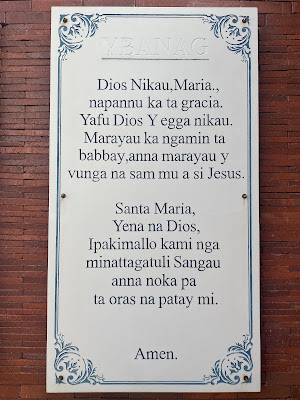 YBANAG
Dios Nikau,Maria.,
napannu ka ta gracia.
Yafu Dios Y egga nikau.
Marayau ka ngamin ta
babbay,anna marayau y
vunga na sam mu a si Jesus.
Santa Maria,
Yena na Dios,
Ipakimallo kami nga
minattagatuli Sangau
anna noka pa
ta oras na patay mi.
Amen.